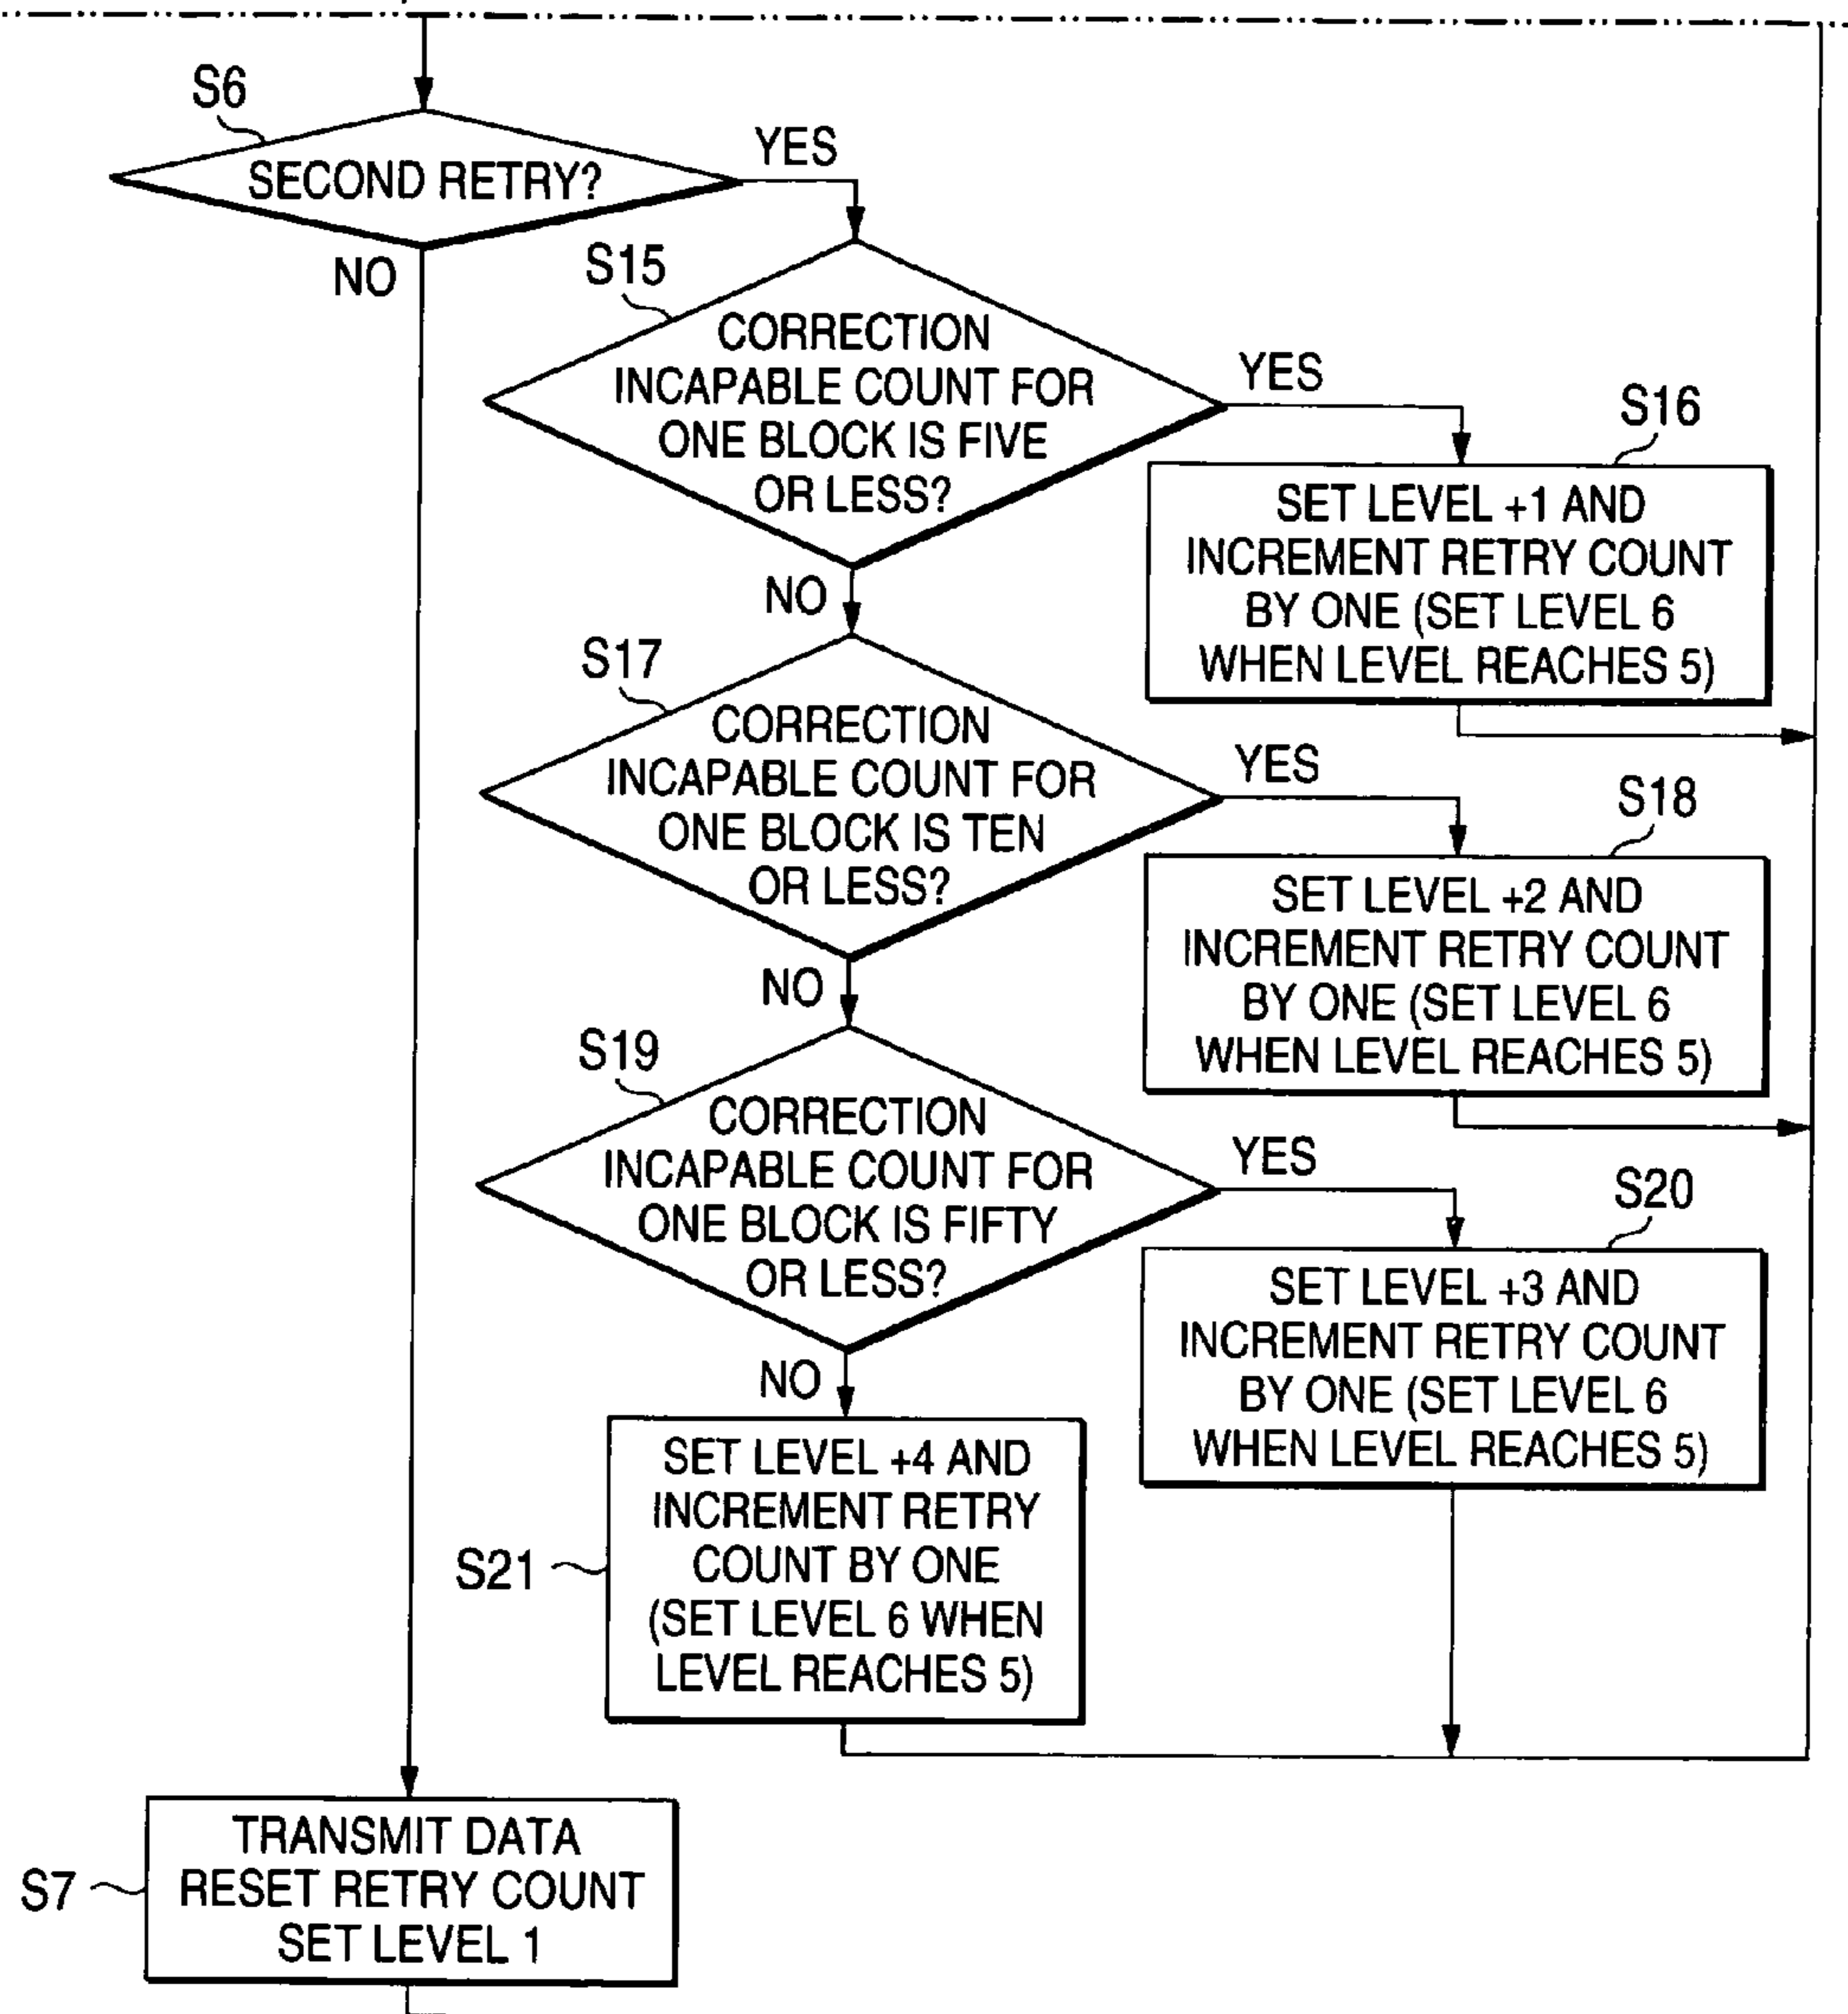 S6
SECOND RETRY?
YES
NO
S15
CORRECTION
INCAPABLE COUNT FOR
ONE BLOCK IS FIVE
OR LESS?
YES
NO
S16
SET LEVEL +1 AND
INCREMENT RETRY COUNT
BY ONE (SET LEVEL 6
WHEN LEVEL REACHES 5)
S17
CORRECTION
INCAPABLE COUNT FOR
ONE BLOCK IS TEN
OR LESS?
YES
NO
S18
SET LEVEL +2 AND
INCREMENT RETRY COUNT
BY ONE (SET LEVEL 6
WHEN LEVEL REACHES 5)
S19
CORRECTION
INCAPABLE COUNT FOR
ONE BLOCK IS FIFTY
OR LESS?
YES
NO
S20
SET LEVEL +3 AND
INCREMENT RETRY COUNT
BY ONE (SET LEVEL 6
WHEN LEVEL REACHES 5)
S21
SET LEVEL +4 AND
INCREMENT RETRY
COUNT BY ONE
(SET LEVEL 6 WHEN
LEVEL REACHES 5)
S7
TRANSMIT DATA
RESET RETRY COUNT
SET LEVEL 1